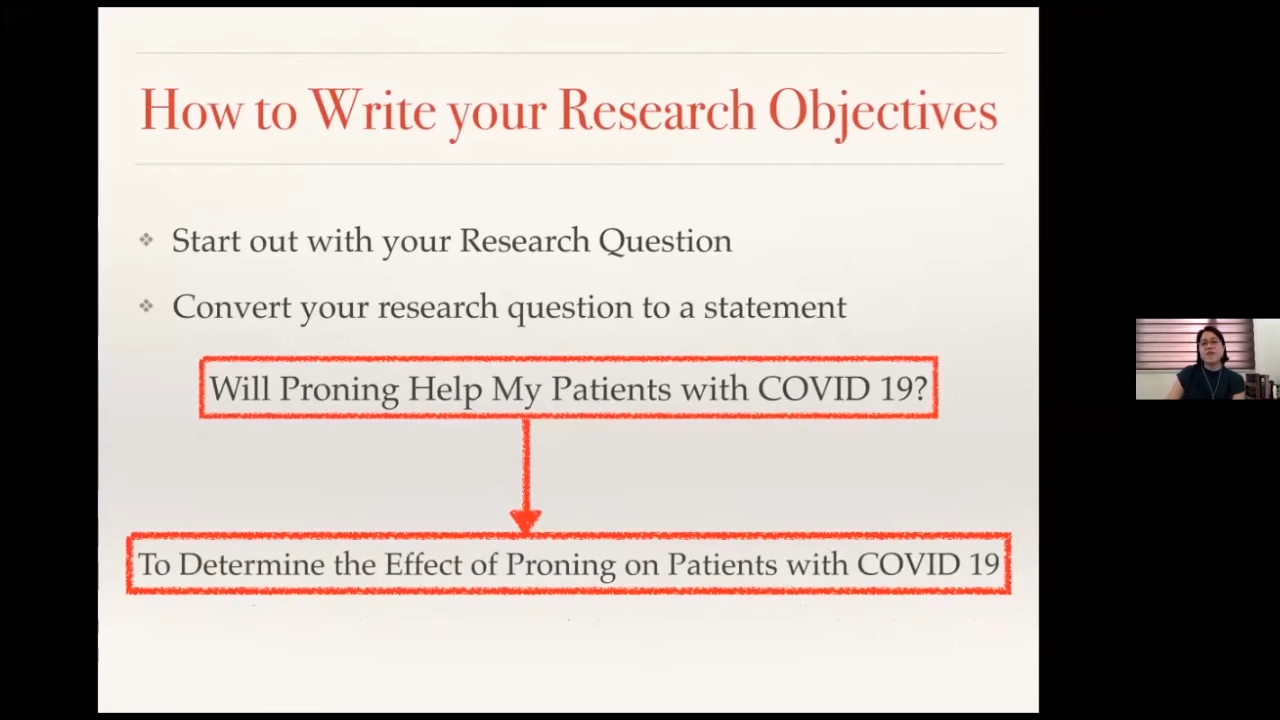 How to Write your Research Objectives
Start out with your Research Question
Convert your research question to a statement
Will Proning Help My Patients with COVID 19?
To Determine the Effect of Proning on Patients with COVID 19